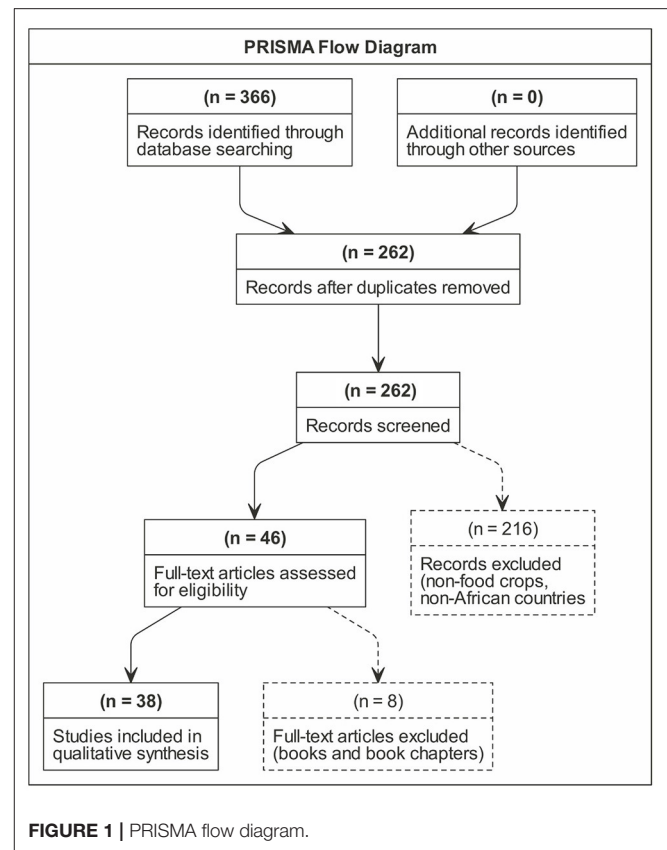 PRISMA Flow Diagram
(n = 366)
Records identified through
database searching
(n = 0)
Additional records identified
through other sources
(n = 262)
Records after duplicates removed
(n = 262)
Records screened
(n = 46)
Full-text articles assessed
for eligibility
(n = 216)
Records excluded
(non-food crops,
non-African countries
(n = 38)
Studies included in
qualitative synthesis
(n = 8)
Full-text articles excluded
(books and book chapters)
FIGURE 1 | PRISMA flow diagram.